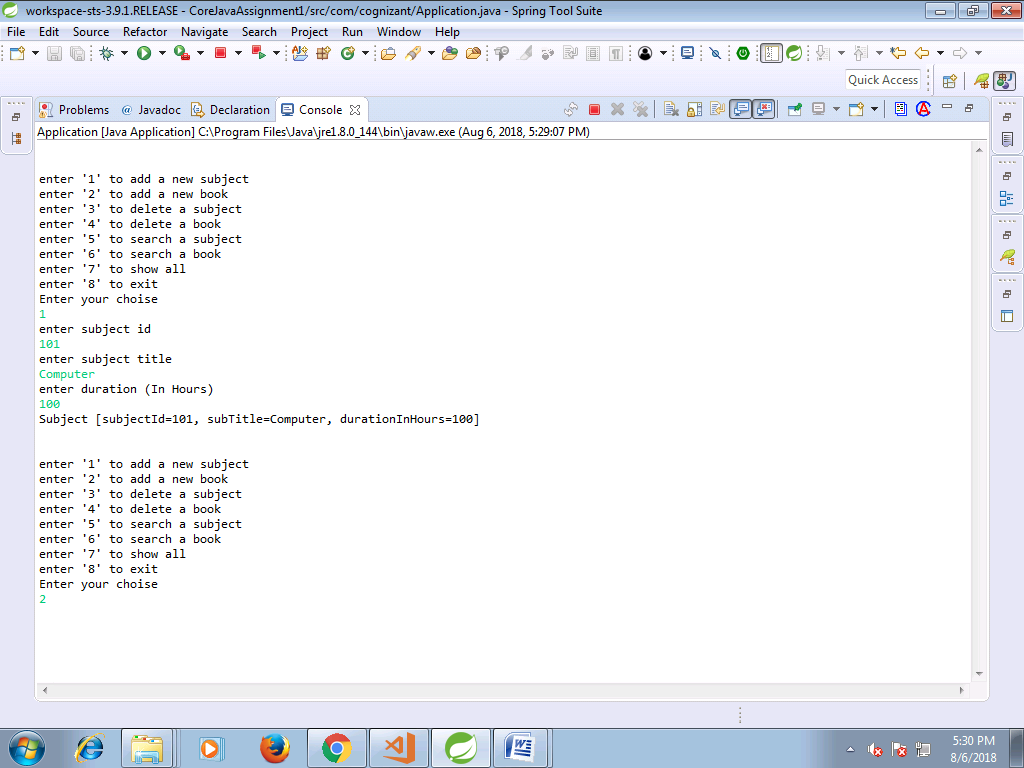 workspace-sts-3.9.1.RELEASE - CoreJavaAssignment1/src/com/cognizant/Application.java - Spring Tool Suite
File Edit Source Refactor Navigate Search Project Run Window Help
Quick Access
Problems @ Javadoc Declaration Console
Application [Java Application] C:\Program Files\Java\jre1.8.0_144\bin\javaw.exe (Aug 6, 2018, 5:29:07 PM)
enter '1' to add a new subject
enter '2' to add a new book
enter '3' to delete a subject
enter '4' to delete a book
enter '5' to search a subject
enter '6' to search a book
enter '7' to show all
enter '8' to exit
Enter your choise
1
enter subject id
101
enter subject title
Computer
enter duration (In Hours)
100
Subject [subjectId=101, subTitle=Computer, durationInHours=100]
enter '1' to add a new subject
enter '2' to add a new book
enter '3' to delete a subject
enter '4' to delete a book
enter '5' to search a subject
enter '6' to search a book
enter '7' to show all
enter '8' to exit
Enter your choise
2
5:30 PM
8/6/2018